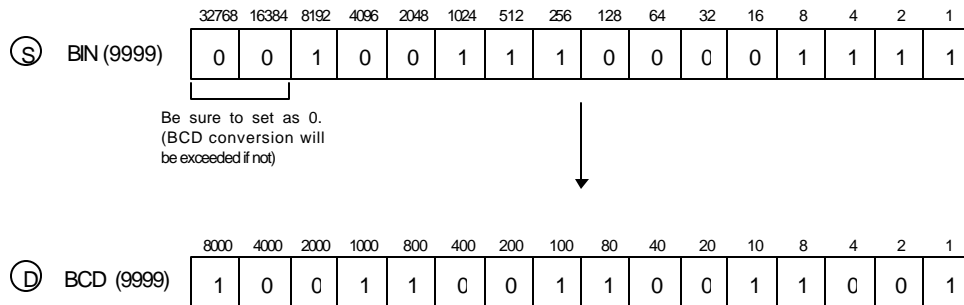 32768 16384 8192 4096 2048 1024 512 256 128 64 32 16 8 4 2 1
S BIN (9999) 0 0 1 0 0 1 1 1 0 0 0 0 1 1 1 1
Be sure to set as 0.
(BCD conversion will
be exceeded if not)
8000 4000 2000 1000 800 400 200 100 80 40 20 10 8 4 2 1
D BCD (9999) 1 0 0 1 1 0 0 1 1 0 0 1 1 0 0 1